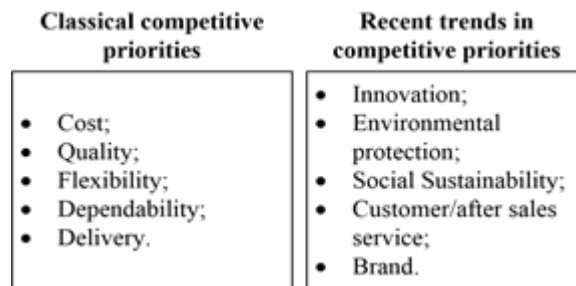 Classical competitive
priorities
• Cost;
• Quality;
• Flexibility;
• Dependability;
• Delivery.
Recent trends in
competitive priorities
• Innovation;
• Environmental
protection;
• Social Sustainability;
• Customer/after sales
service;
• Brand.